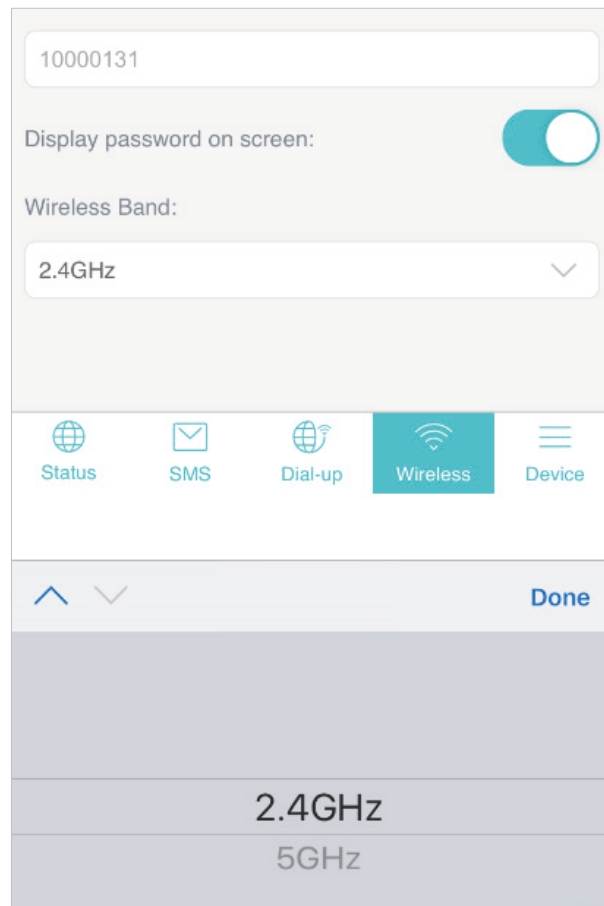 10000131
Display password on screen:
Wireless Band:
2.4GHz
Status SMS Dial-up Wireless Device
Done
2.4GHz
5GHz